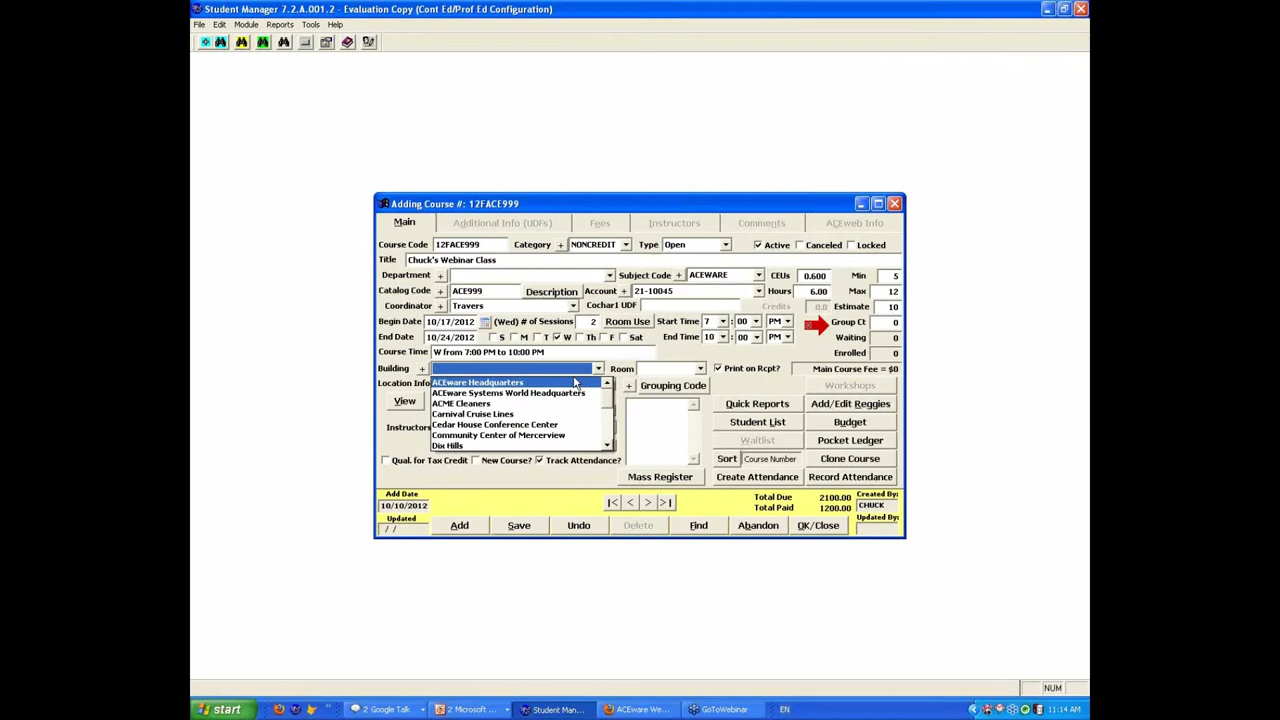 Student Manager 7.2.A.001.2 - Evaluation Copy (Cont Ed/Prof Ed Configuration)
File Edit Module Reports Tools Help
Adding Course #: 12FACE999
Main Additional Info (UDFs) Fees Instructors Comments ACEweb Info
Course Code 12FACE999 Category + NONCREDIT Type Open Active Canceled Locked
Title Chuck's Webinar Class
Department + Subject Code + ACEWARE CEUs 0.600 Min 5
Catalog Code ACE999 Description Account + 21-10045 Hours 6.00 Max 12
Coordinator + Travers Cochar1 UDF Credits 0.0 Estimate 10
Begin Date 10/17/2012 (Wed) # of Sessions 2 Room Use Start Time 7 : 00 PM Group Ct 0
End Date 10/24/2012 S M T W Th F Sat End Time 10 : 00 PM Waiting 0
Course Time W from 7:00 PM to 10:00 PM Enrolled 0
Building + Room Print on Rcpt? Main Course Fee = $0
Location Info ACEware Headquarters + Grouping Code Workshops
ACEware Systems World Headquarters
View ACME Cleaners Quick Reports Add/Edit Reggies
Carnival Cruise Lines
Instructors Cedar House Conference Center Student List Budget
Community Center of Mercerview Waitlist Pocket Ledger
Dix Hills
Qual. for Tax Credit New Course? Track Attendance? Sort Course Number Clone Course
Mass Register Create Attendance Record Attendance
Add Date Total Due 2100.00 Created By:
10/10/2012 |< < > >| Total Paid 1200.00 CHUCK
Updated Updated By:
/ / Add Save Undo Delete Find Abandon OK/Close
NUM
start 2 Google Talk 2 Microsoft ... Student Man... ACEware We... GoToWebinar EN 11:14 AM